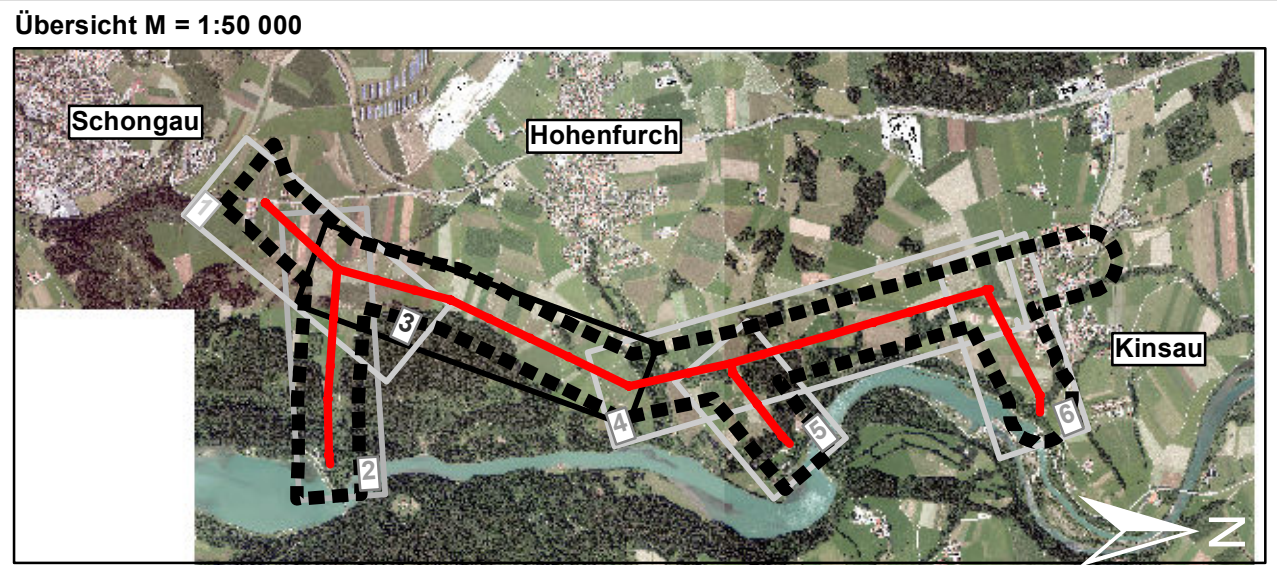 Übersicht M = 1:50 000
Schongau
Hohenfurch
1
3
Kinsau
4
5
6
2
N